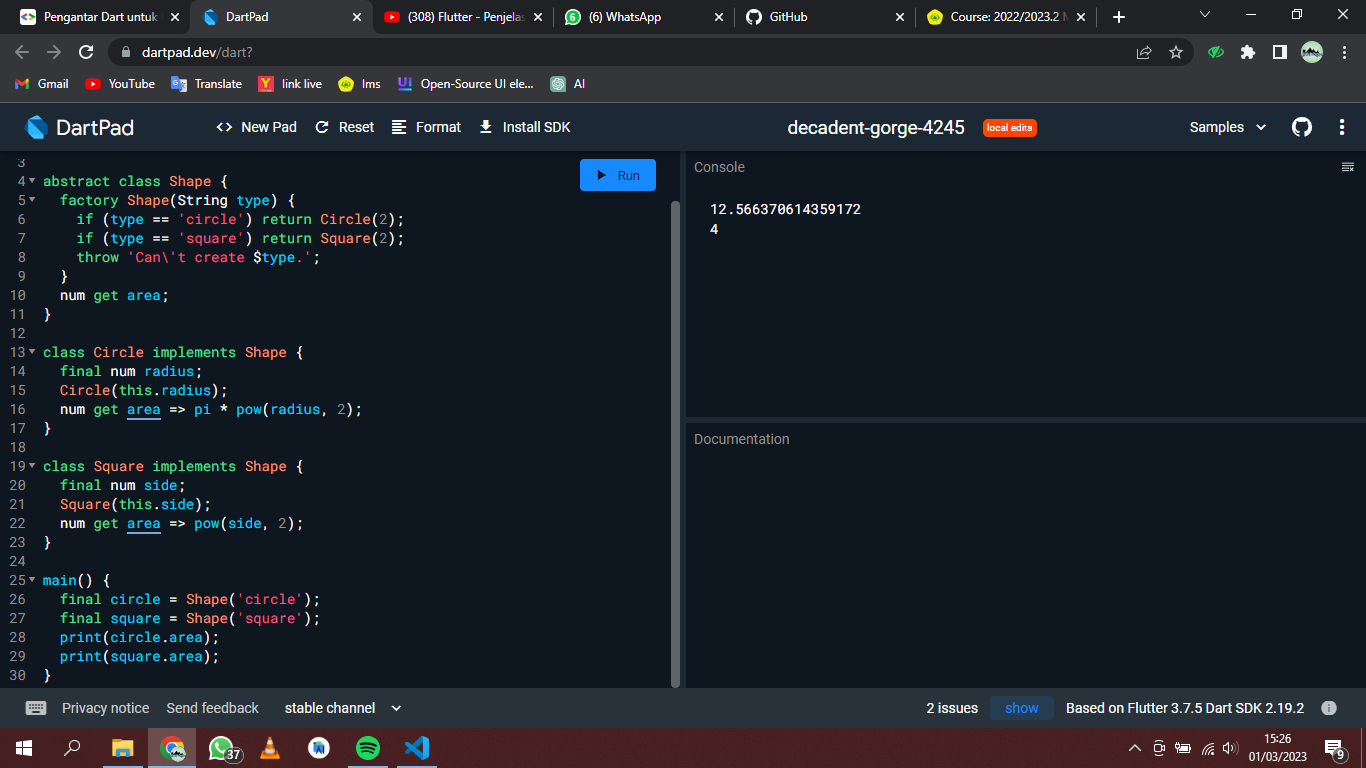 Pengantar Dart untuk
DartPad
(308) Flutter - Penjelas
6
(6) WhatsApp
GitHub
Course: 2022/2023.2
dartpad.dev/dart?
Gmail
YouTube
Translate
link live
lms
Open-Source UI ele...
AI
DartPad
New Pad
Reset
Format
Install SDK
decadent-gorge-4245
local edits
Samples
Run
3
4 abstract class Shape {
5 factory Shape(String type) {
6 if (type == 'circle') return Circle(2);
7 if (type == 'square') return Square(2);
8 throw 'Can\'t create $type.';
9 }
10 num get area;
11 }
12
13 class Circle implements Shape {
14 final num radius;
15 Circle(this.radius);
16 num get area => pi * pow(radius, 2);
17 }
18
19 class Square implements Shape {
20 final num side;
21 Square(this.side);
22 num get area => pow(side, 2);
23 }
24
25 main() {
26 final circle = Shape('circle');
27 final square = Shape('square');
28 print(circle.area);
29 print(square.area);
30 }
Console
12.566370614359172
4
Documentation
Privacy notice
Send feedback
stable channel
2 issues
show
Based on Flutter 3.7.5 Dart SDK 2.19.2
37
15:26
01/03/2023
9